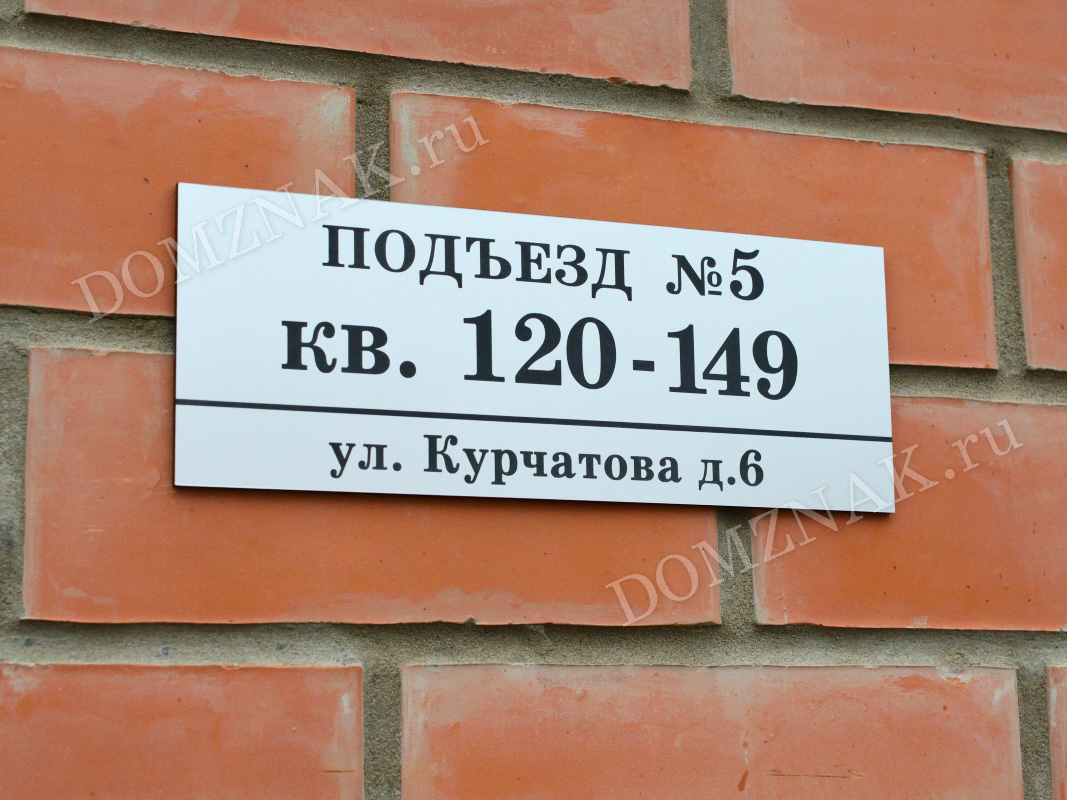 ПОДЪЕЗД №5
КВ. 120-149
ул. Курчатова д.6
DOMZNAK.ru
DOMZNAK.ru